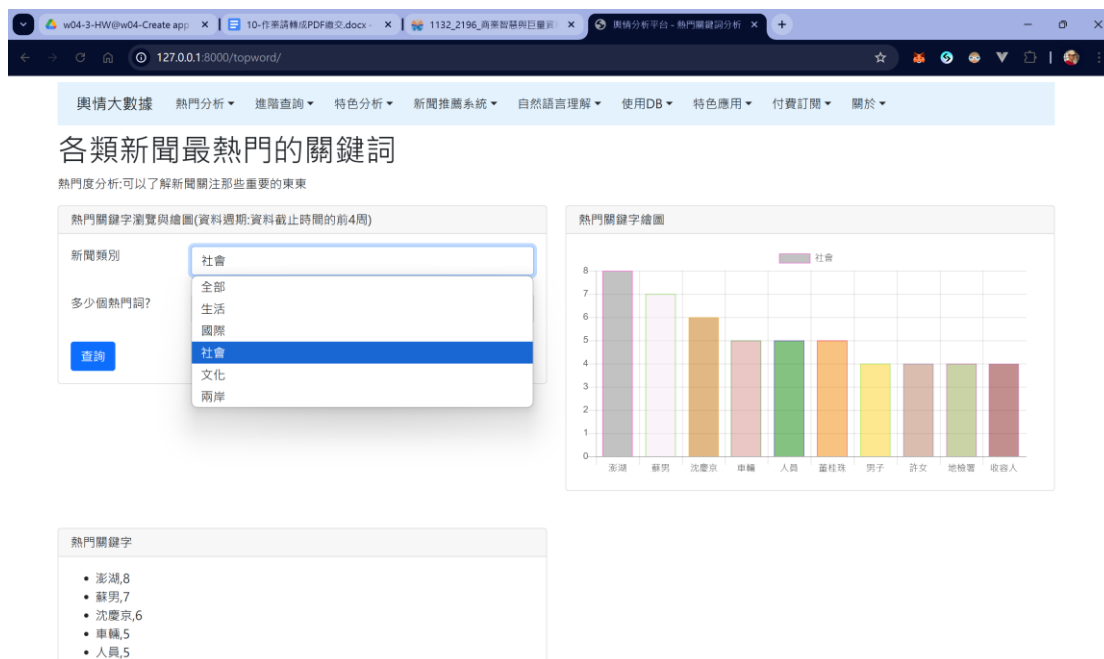 w04-3-HW@w04-Create app
10-作業請轉成PDF繳交.docx -
1132_2196_商業智慧與巨量資
輿情分析平台 - 熱門關鍵詞分析
127.0.0.1:8000/topword/
輿情大數據 熱門分析 進階查詢 特色分析 新聞推薦系統 自然語言理解 使用DB 特色應用 付費訂閱 關於
各類新聞最熱門的關鍵詞
熱門度分析:可以了解新聞關注那些重要的東東
熱門關鍵字瀏覽與繪圖(資料週期:資料截止時間的前4周)
新聞類別
社會
全部
生活
國際
社會
文化
兩岸
多少個熱門詞?
查詢
熱門關鍵字繪圖
社會
8
7
6
5
4
3
2
1
0
澎湖 蘇男 沈慶京 車輛 人員 董桂珠 男子 許女 地檢署 收容人
熱門關鍵字
澎湖,8
蘇男,7
沈慶京,6
車輛,5
人員,5